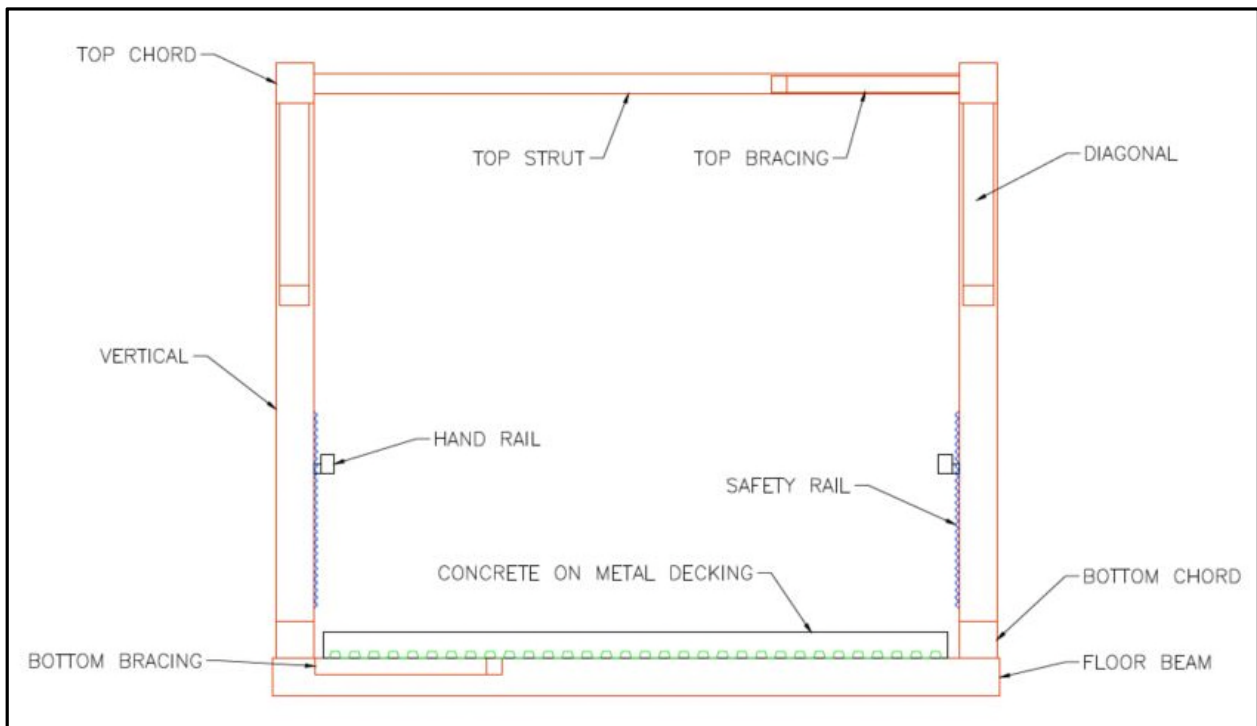 TOP CHORD
TOP STRUT
TOP BRACING
DIAGONAL
VERTICAL
HAND RAIL
SAFETY RAIL
CONCRETE ON METAL DECKING
BOTTOM CHORD
BOTTOM BRACING
FLOOR BEAM